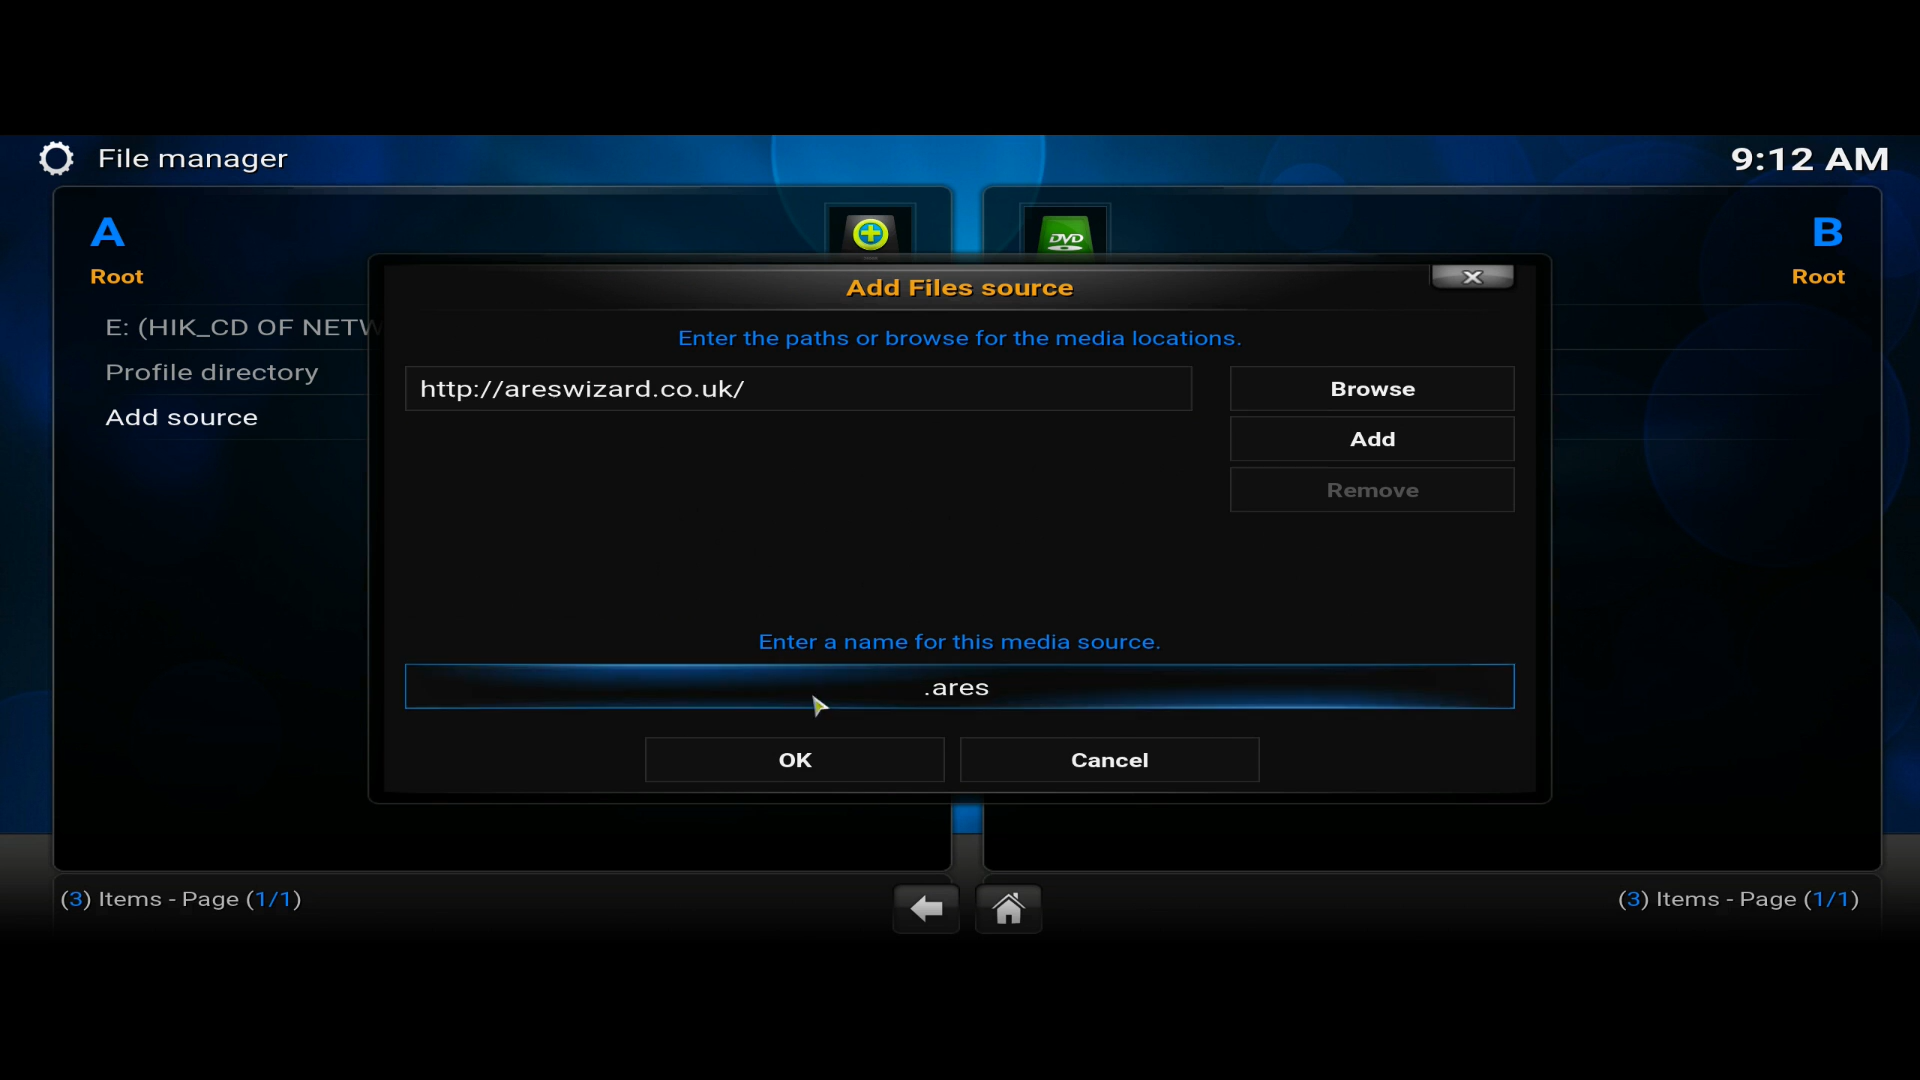 File manager
9:12 AM
A
B
DVD
Root
Root
E: (HIK_CD OF NETW
Profile directory
Add source
Add Files source
Enter the paths or browse for the media locations.
http://areswizard.co.uk/
Browse
Add
Remove
Enter a name for this media source.
.ares
OK
Cancel
(3) Items - Page (1/1)
(3) Items - Page (1/1)